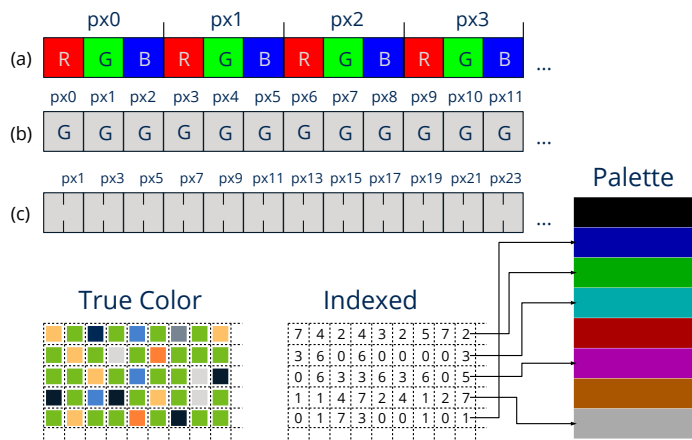 px0 px1 px2 px3
(a) R G B R G B R G B R G B ...
px0 px1 px2 px3 px4 px5 px6 px7 px8 px9 px10 px11
(b) G G G G G G G G G G G G ...
px1 px3 px5 px7 px9 px11 px13 px15 px17 px19 px21 px23
(c) ...
Palette
True Color
Indexed
7 4 2 4 3 2 5 7 2
3 6 0 6 0 0 0 0 3
0 6 3 3 6 3 6 0 5
1 1 4 7 2 4 1 2 7
0 1 7 3 0 0 1 0 1